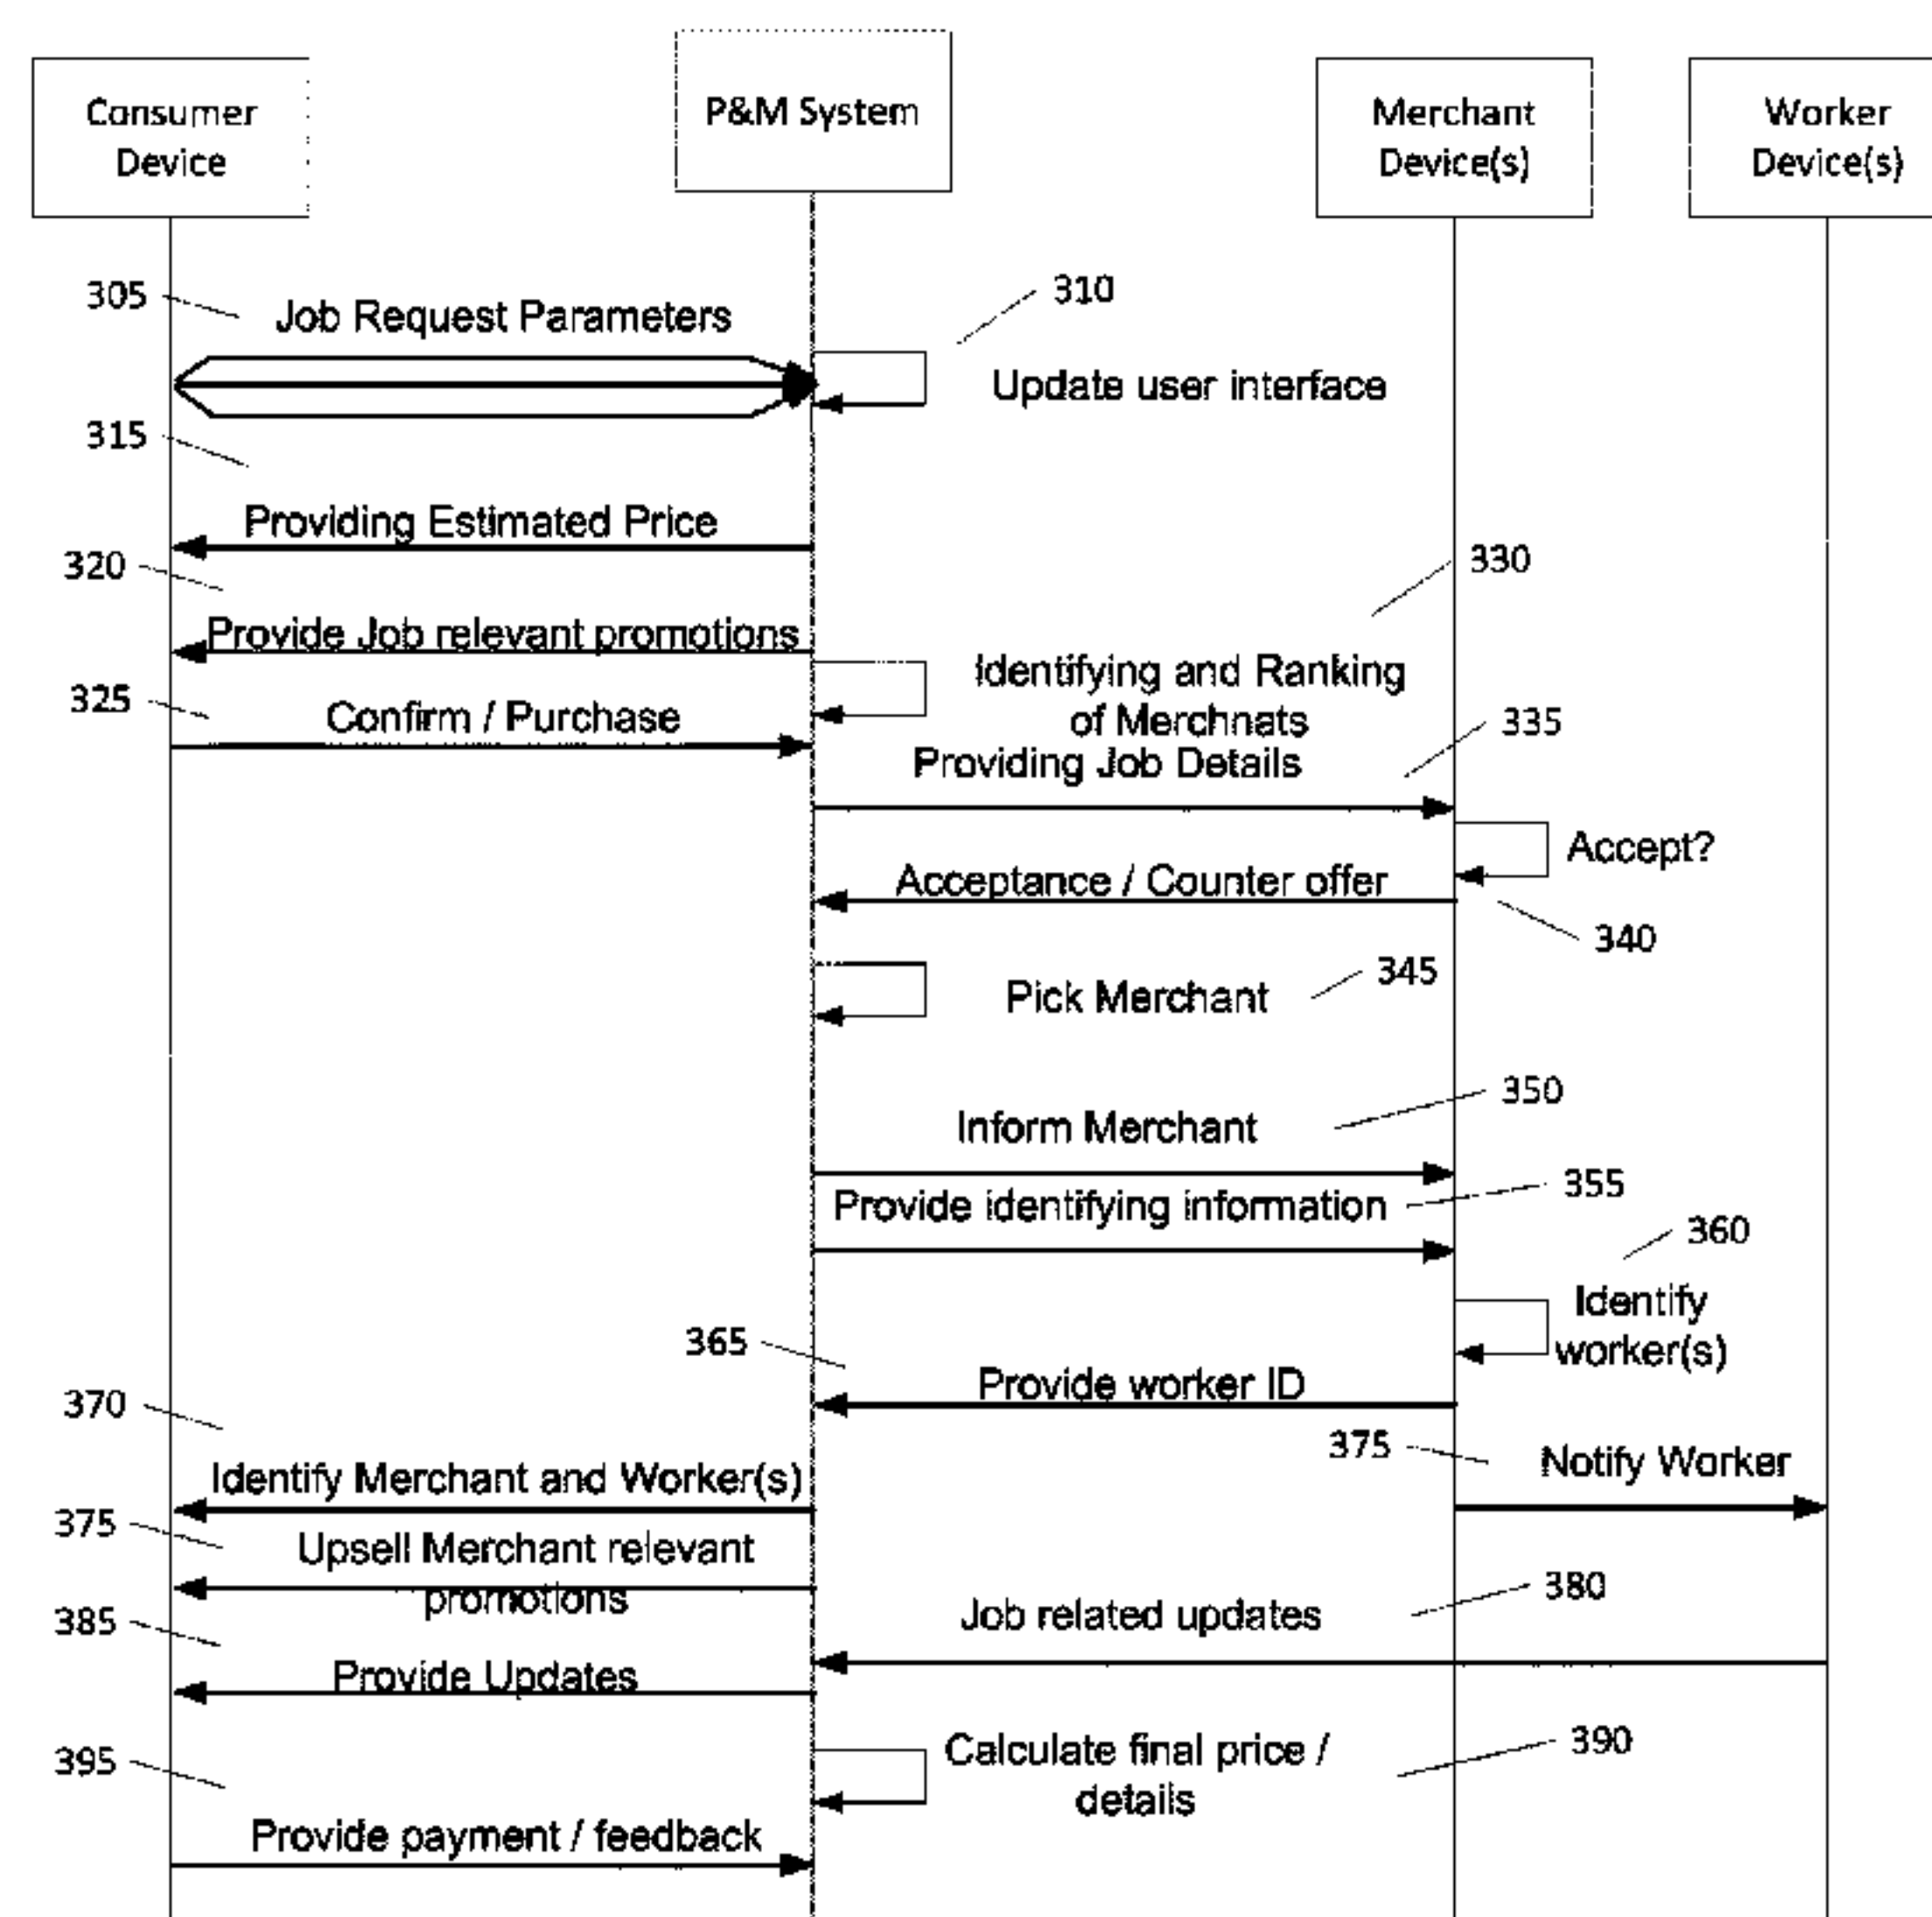 Consumer
Device
P&M System
Merchant
Device(s)
Worker
Device(s)
305
Job Request Parameters
310
Update user interface
315
Providing Estimated Price
320
Provide Job relevant promotions
330
Identifying and Ranking
of Merchnats
325
Confirm / Purchase
335
Providing Job Details
Accept?
Acceptance / Counter offer
340
345
Pick Merchant
350
Inform Merchant
355
Provide identifying information
360
Identify
worker(s)
365
Provide worker ID
370
Identify Merchant and Worker(s)
375
Notify Worker
375
Upsell Merchant relevant
promotions
380
Job related updates
385
Provide Updates
390
Calculate final price /
details
395
Provide payment / feedback